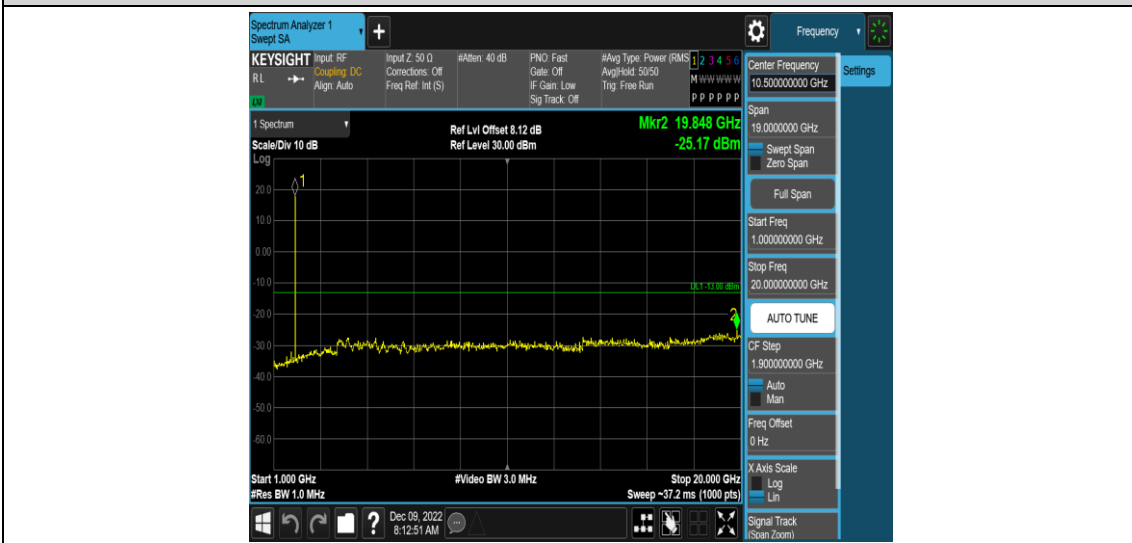 Spectrum Analyzer 1
Swept SA
+
Frequency
KEYSIGHT
RL
LXI
Input: RF
Coupling: DC
Align: Auto
Input Z: 50 Ω
Corrections: Off
Freq Ref: Int (S)
#Atten: 40 dB
PNO: Fast
Gate: Off
IF Gain: Low
Sig Track: Off
#Avg Type: Power (RMS
Avg|Hold: 50/50
Trig: Free Run
1 2 3 4 5 6
M W W W W W
P P P P P P
1 Spectrum
Scale/Div 10 dB
Log
Ref Lvl Offset 8.12 dB
Ref Level 30.00 dBm
Mkr2 19.848 GHz
-25.17 dBm
1
20.0
10.0
0.00
-10.0
DL1 -13.00 dBm
-20.0
2
-30.0
-40.0
-50.0
-60.0
Start 1.000 GHz
#Res BW 1.0 MHz
#Video BW 3.0 MHz
Stop 20.000 GHz
Sweep ~37.2 ms (1000 pts)
Center Frequency
10.500000000 GHz
Settings
Span
19.0000000 GHz
Swept Span
Zero Span
Full Span
Start Freq
1.000000000 GHz
Stop Freq
20.000000000 GHz
AUTO TUNE
CF Step
1.900000000 GHz
Auto
Man
Freq Offset
0 Hz
X Axis Scale
Log
Lin
Signal Track
(Span Zoom)
?
Dec 09, 2022
8:12:51 AM